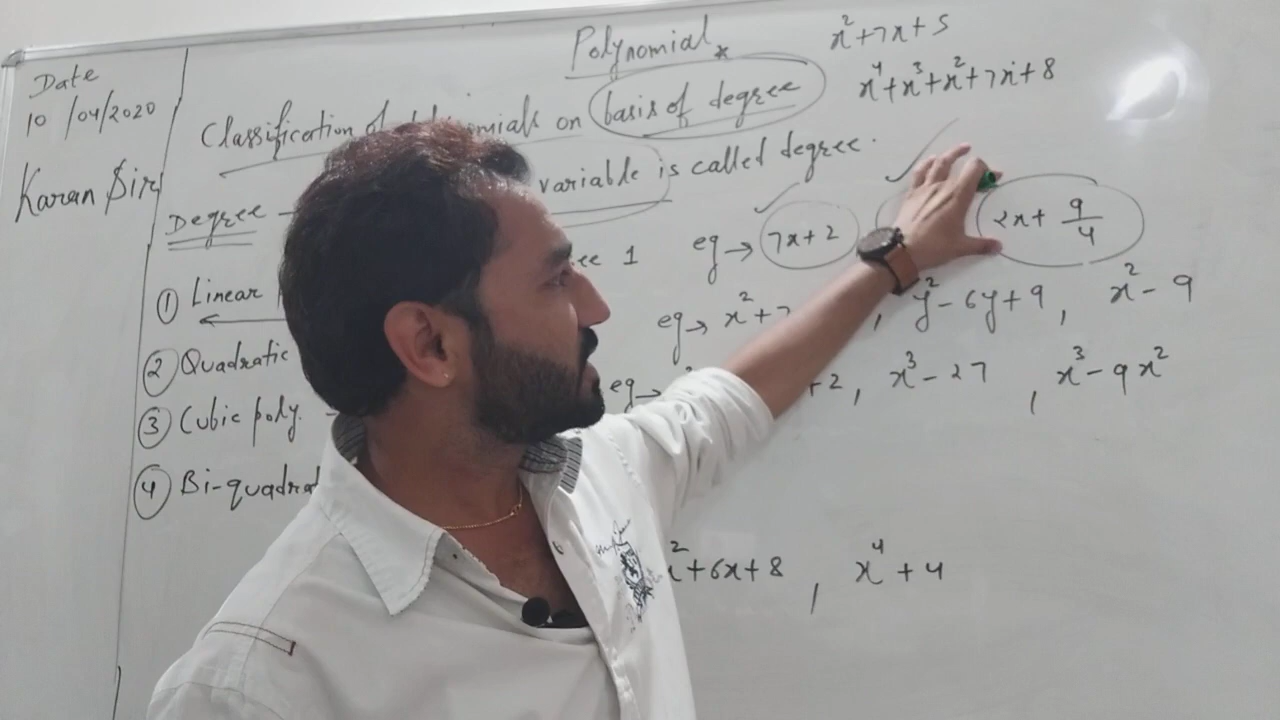 Polynomial
x²+7x+5
Date
10/04/2020
x⁴+x³+x²+7x+8
Classification of on basis of degree
Karan Sir
variable is called degree.
Degree
eg→ 7x+2 2x+ 9/4
① Linear 1
eg→ x²+7 , y²-6y+9 , x²-9
② Quadratic
eg→ +2 , x³-27 , x³-9x²
③ Cubic poly.
④ Bi-quadrat
x²+6x+8 , x⁴+4